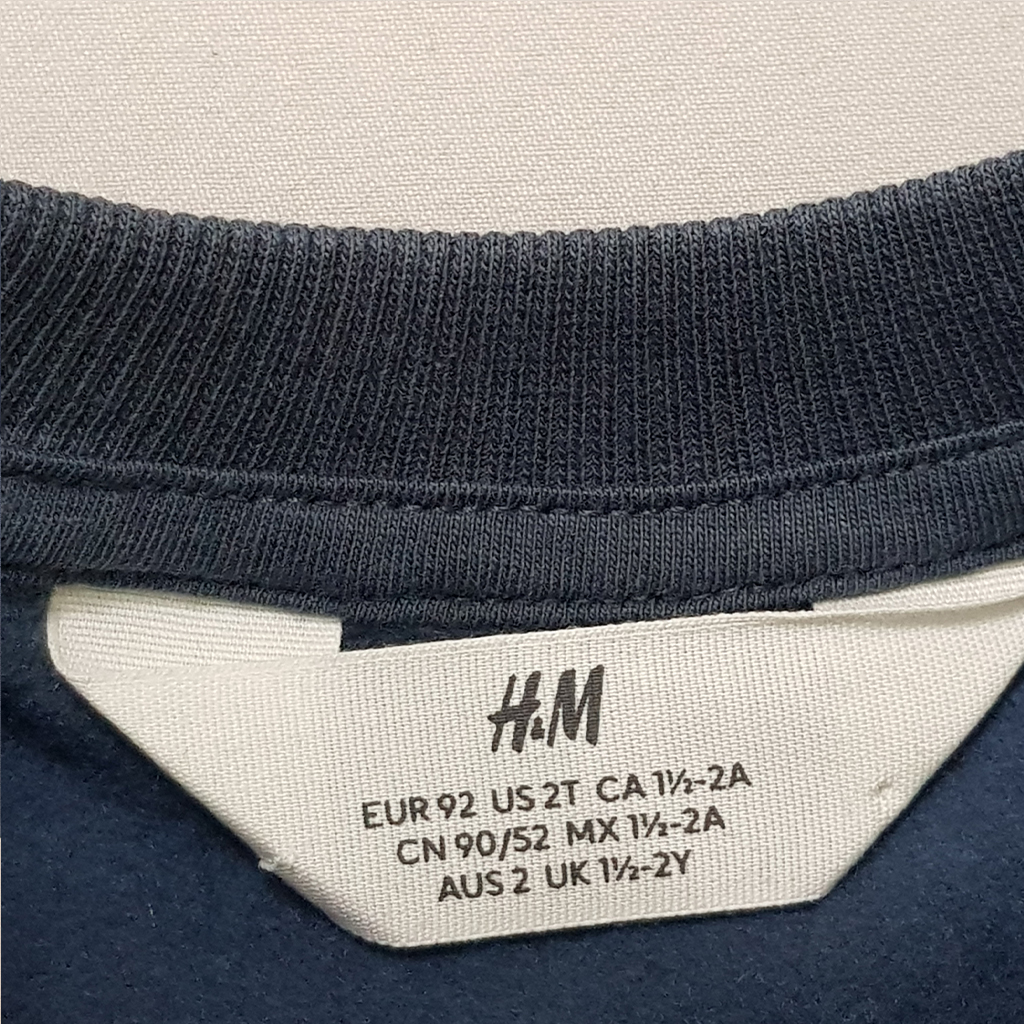 H&M
EUR 92 US 2T CA 1½-2A
CN 90/52 MX 1½-2A
AUS 2 UK 1½-2Y